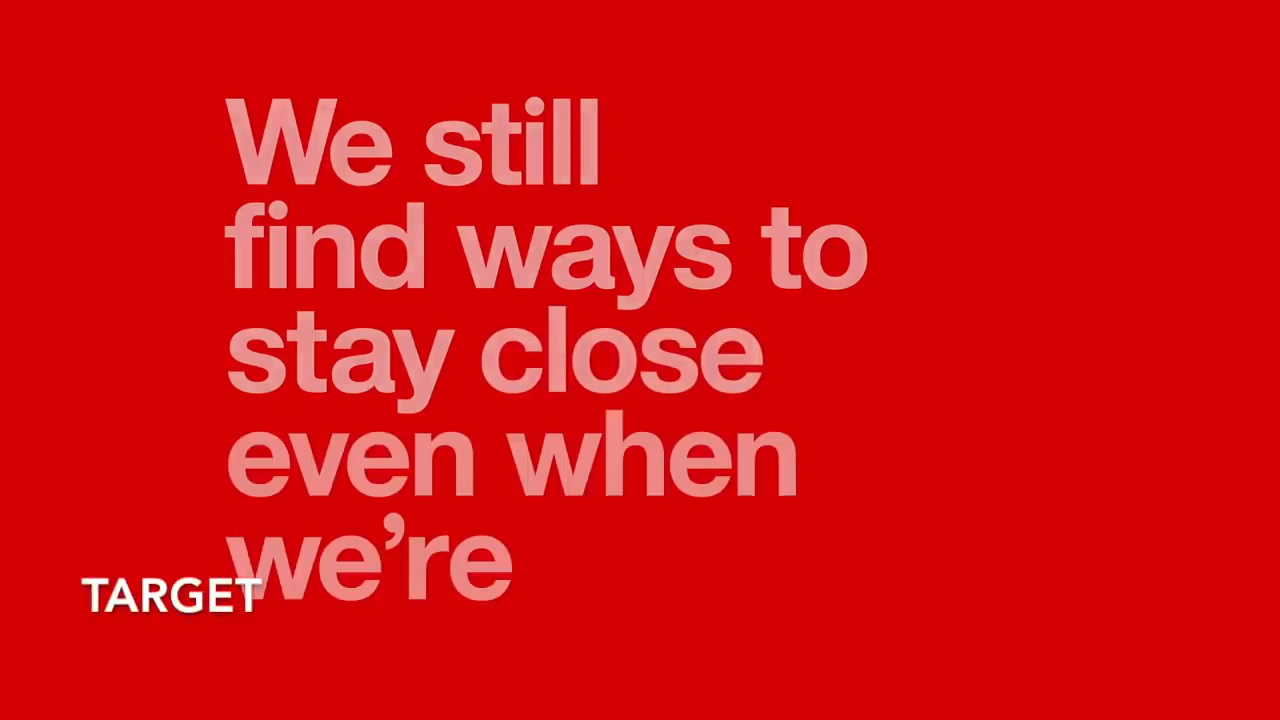 We still
find ways to
stay close
even when
we’re
TARGET